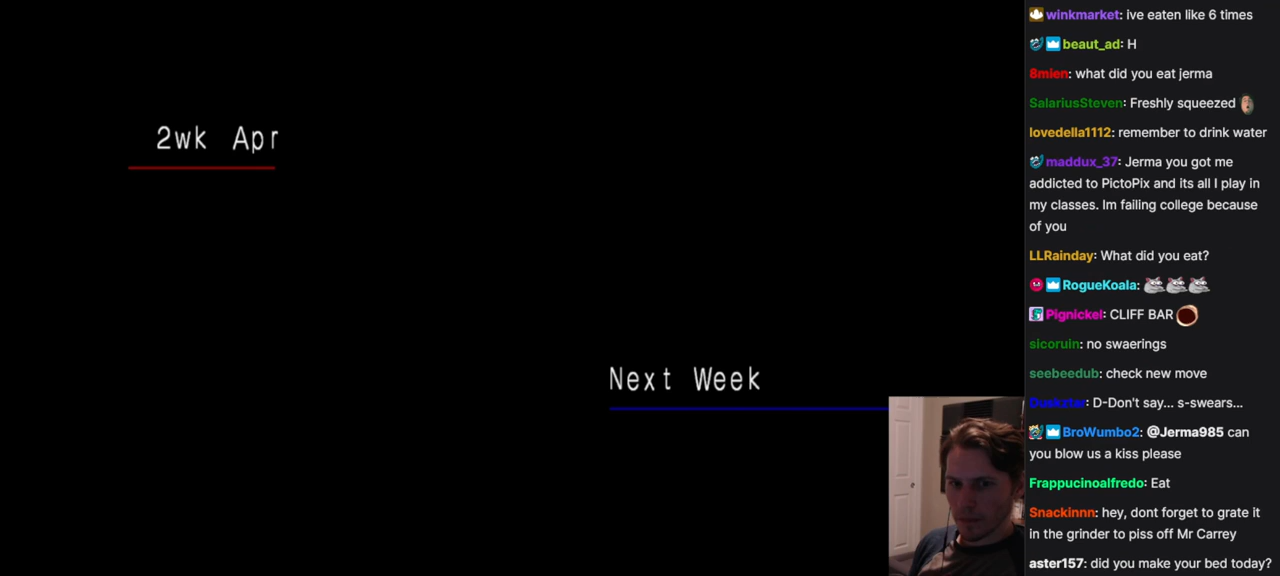 2wk Apr
Next Week
winkmarket: ive eaten like 6 times
beaut_ad: H
8mien: what did you eat jerma
SalariusSteven: Freshly squeezed
lovedella1112: remember to drink water
maddux_37: Jerma you got me
addicted to PictoPix and its all I play in
my classes. Im failing college because
of you
LLRainday: What did you eat?
RogueKoala:
Pignickel: CLIFF BAR
sicoruin: no swaerings
seebeedub: check new move
: D-Don't say... s-swears...
BroWumbo2: @Jerma985 can
you blow us a kiss please
Frappucinoalfredo: Eat
Snackinnn: hey, dont forget to grate it
in the grinder to piss off Mr Carrey
aster157: did you make your bed today?